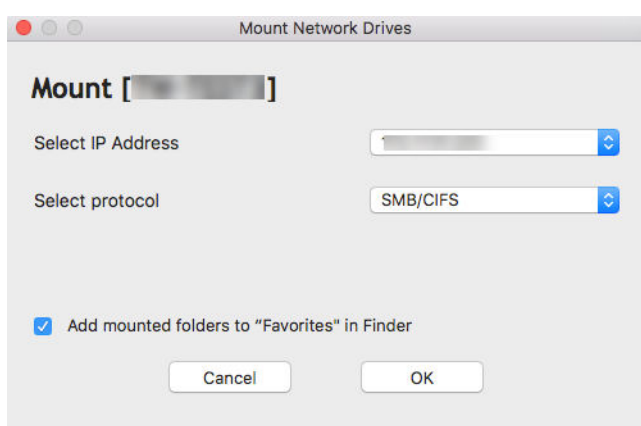 Mount Network Drives
Mount [ ]
Select IP Address
Select protocol SMB/CIFS
Add mounted folders to “Favorites" in Finder
Cancel OK